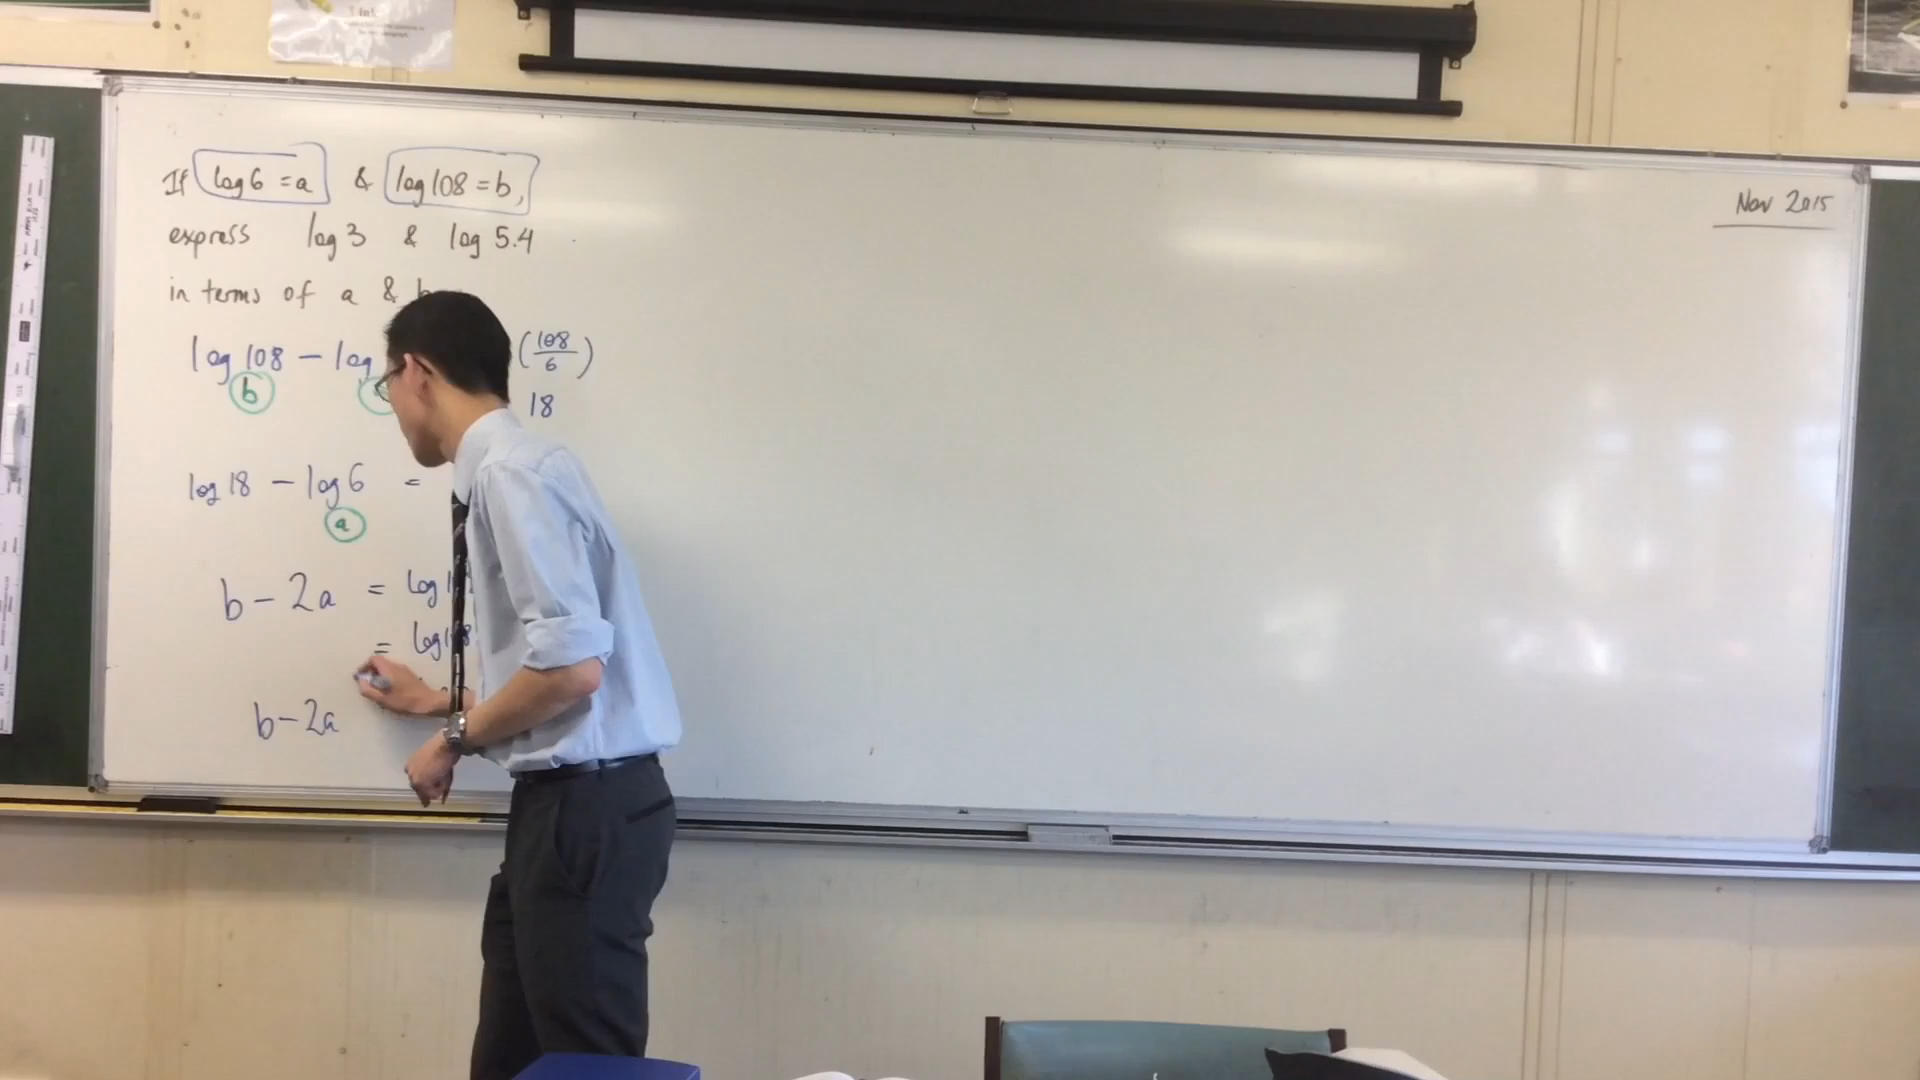 If log 6 = a & log 108 = b,
express log 3 & log 5.4
in terms of a &
log 108 − log (108/6)
b
18
log 18 − log 6 =
a
b − 2a = log
= log
b − 2a
Nov 2015